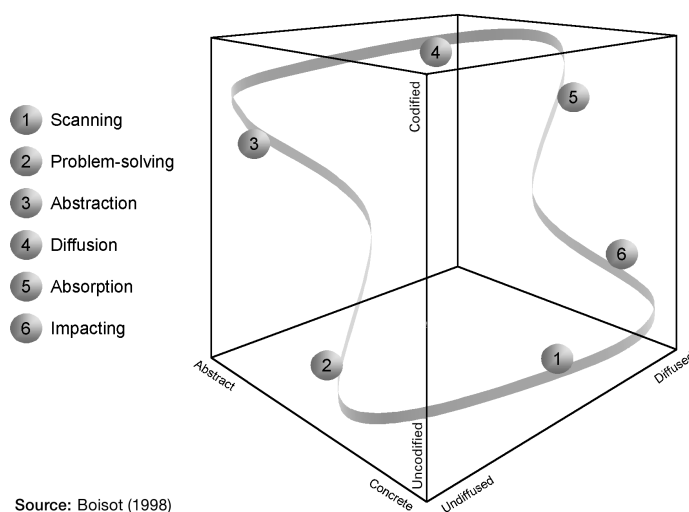 1 Scanning
2 Problem-solving
3 Abstraction
4 Diffusion
5 Absorption
6 Impacting
4
5
3
6
2
1
Codified
Uncodified
Abstract
Concrete
Undiffused
Diffused
Source: Boisot (1998)